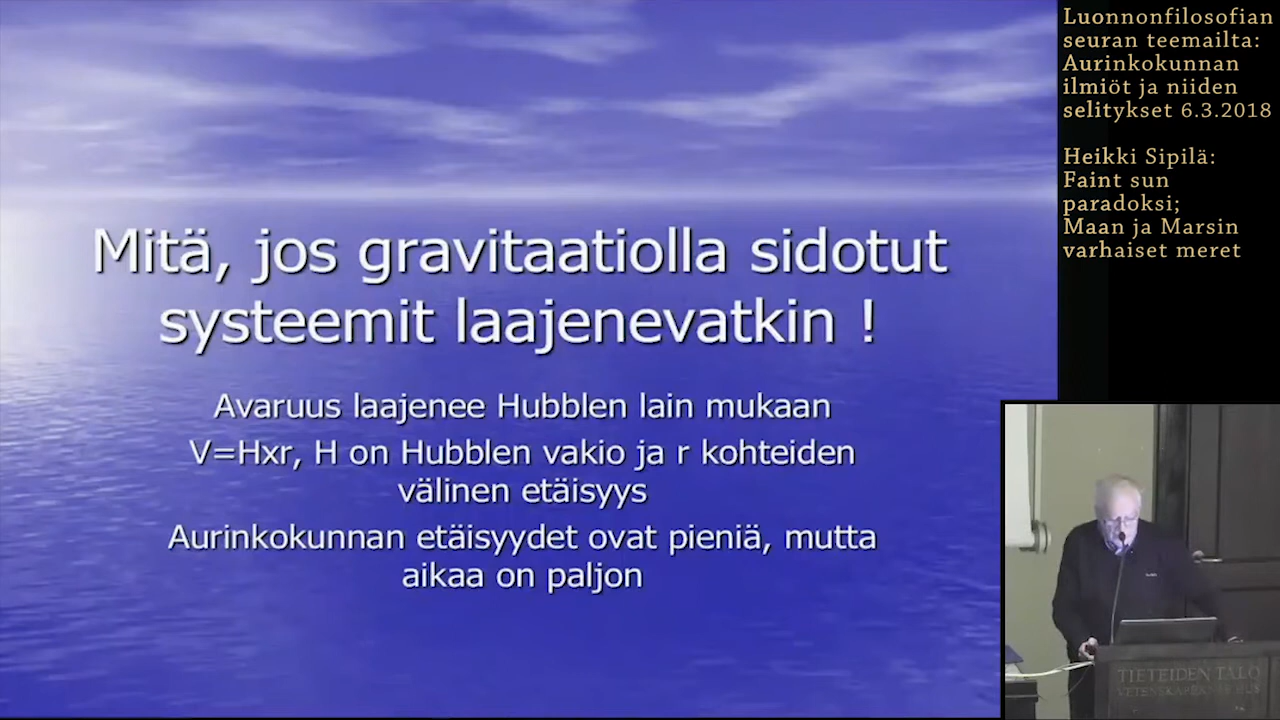 Mitä, jos gravitaatiolla sidotut
systeemit laajenevatkin !
Avaruus laajenee Hubblen lain mukaan
V=Hxr, H on Hubblen vakio ja r kohteiden
välinen etäisyys
Aurinkokunnan etäisyydet ovat pieniä, mutta
aikaa on paljon
Luonnonfilosofian
seuran teemailta:
Aurinkokunnan
ilmiöt ja niiden
selitykset 6.3.2018
Heikki Sipilä:
Faint sun
paradoksi;
Maan ja Marsin
varhaiset meret
TIETEIDEN TALO